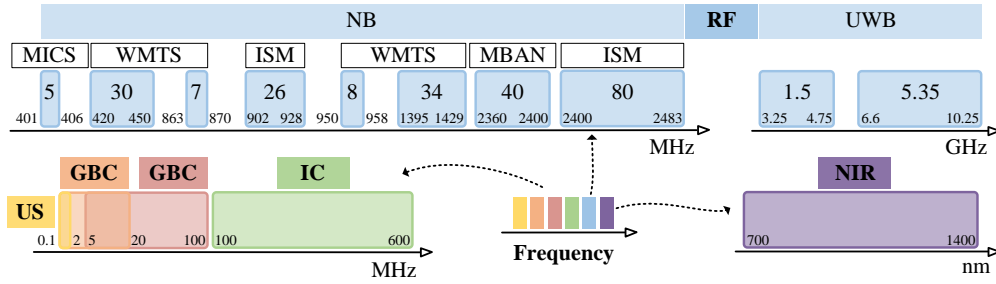 NB RF UWB
MICS WMTS ISM WMTS MBAN ISM
5 30 7 26 8 34 40 80 1.5 5.35
401 406 420 450 863 870 902 928 950 958 1395 1429 2360 2400 2400 2483 3.25 4.75 6.6 10.25
MHz GHz
GBC GBC IC NIR
US
0.1 2 5 20 100 100 600 700 1400
Frequency
MHz nm